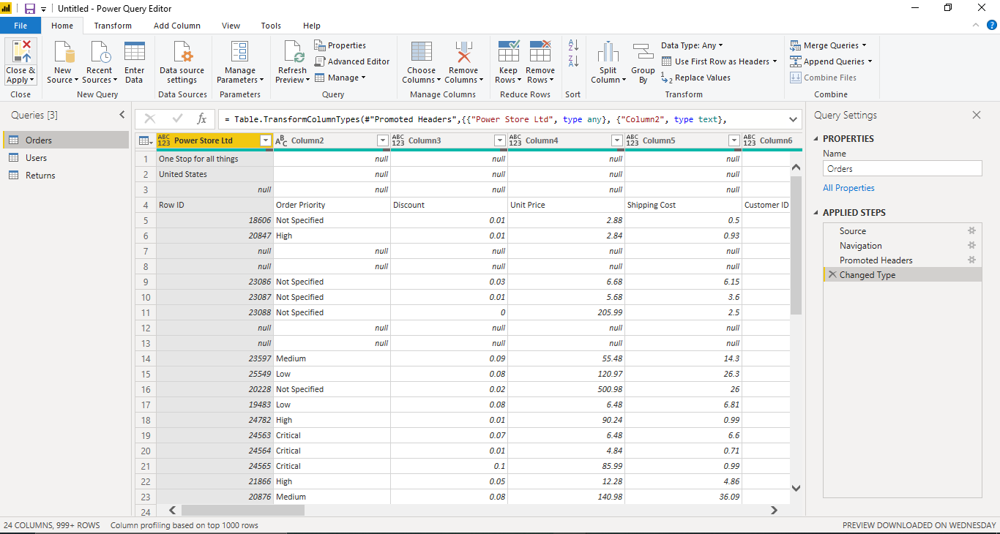 Untitled - Power Query Editor
File Home Transform Add Column View Tools Help
Close & Apply New Source Recent Sources Enter Data Data source settings Manage Parameters Refresh Preview Properties Advanced Editor Manage Choose Columns Remove Columns Keep Rows Remove Rows Split Column Group By Data Type: Any Use First Row as Headers Replace Values Merge Queries Append Queries Combine Files
Close New Query Data Sources Parameters Query Manage Columns Reduce Rows Sort Transform Combine
Queries [3]
Orders
Users
Returns
fx = Table.TransformColumnTypes(#"Promoted Headers",{{"Power Store Ltd", type any}, {"Column2", type text},
ABC 123 Power Store Ltd ABC Column2 ABC 123 Column3 ABC 123 Column4 ABC 123 Column5 ABC 123 Column6
1 One Stop for all things null null null null
2 United States null null null null
3 null null null null null
4 Row ID Order Priority Discount Unit Price Shipping Cost Customer ID
5 18606 Not Specified 0.01 2.88 0.5
6 20847 High 0.01 2.84 0.93
7 null null null null null
8 null null null null null
9 23086 Not Specified 0.03 6.68 6.15
10 23087 Not Specified 0.01 5.68 3.6
11 23088 Not Specified 0 205.99 2.5
12 null null null null null
13 null null null null null
14 23597 Medium 0.09 55.48 14.3
15 25549 Low 0.08 120.97 26.3
16 20228 Not Specified 0.02 500.98 26
17 19483 Low 0.08 6.48 6.81
18 24782 High 0.01 90.24 0.99
19 24563 Critical 0.07 6.48 6.6
20 24564 Critical 0.01 4.84 0.71
21 24565 Critical 0.1 85.99 0.99
22 21866 High 0.05 12.28 4.86
23 20876 Medium 0.08 140.98 36.09
24
Query Settings
PROPERTIES
Name
Orders
All Properties
APPLIED STEPS
Source
Navigation
Promoted Headers
Changed Type
24 COLUMNS, 999+ ROWS Column profiling based on top 1000 rows PREVIEW DOWNLOADED ON WEDNESDAY